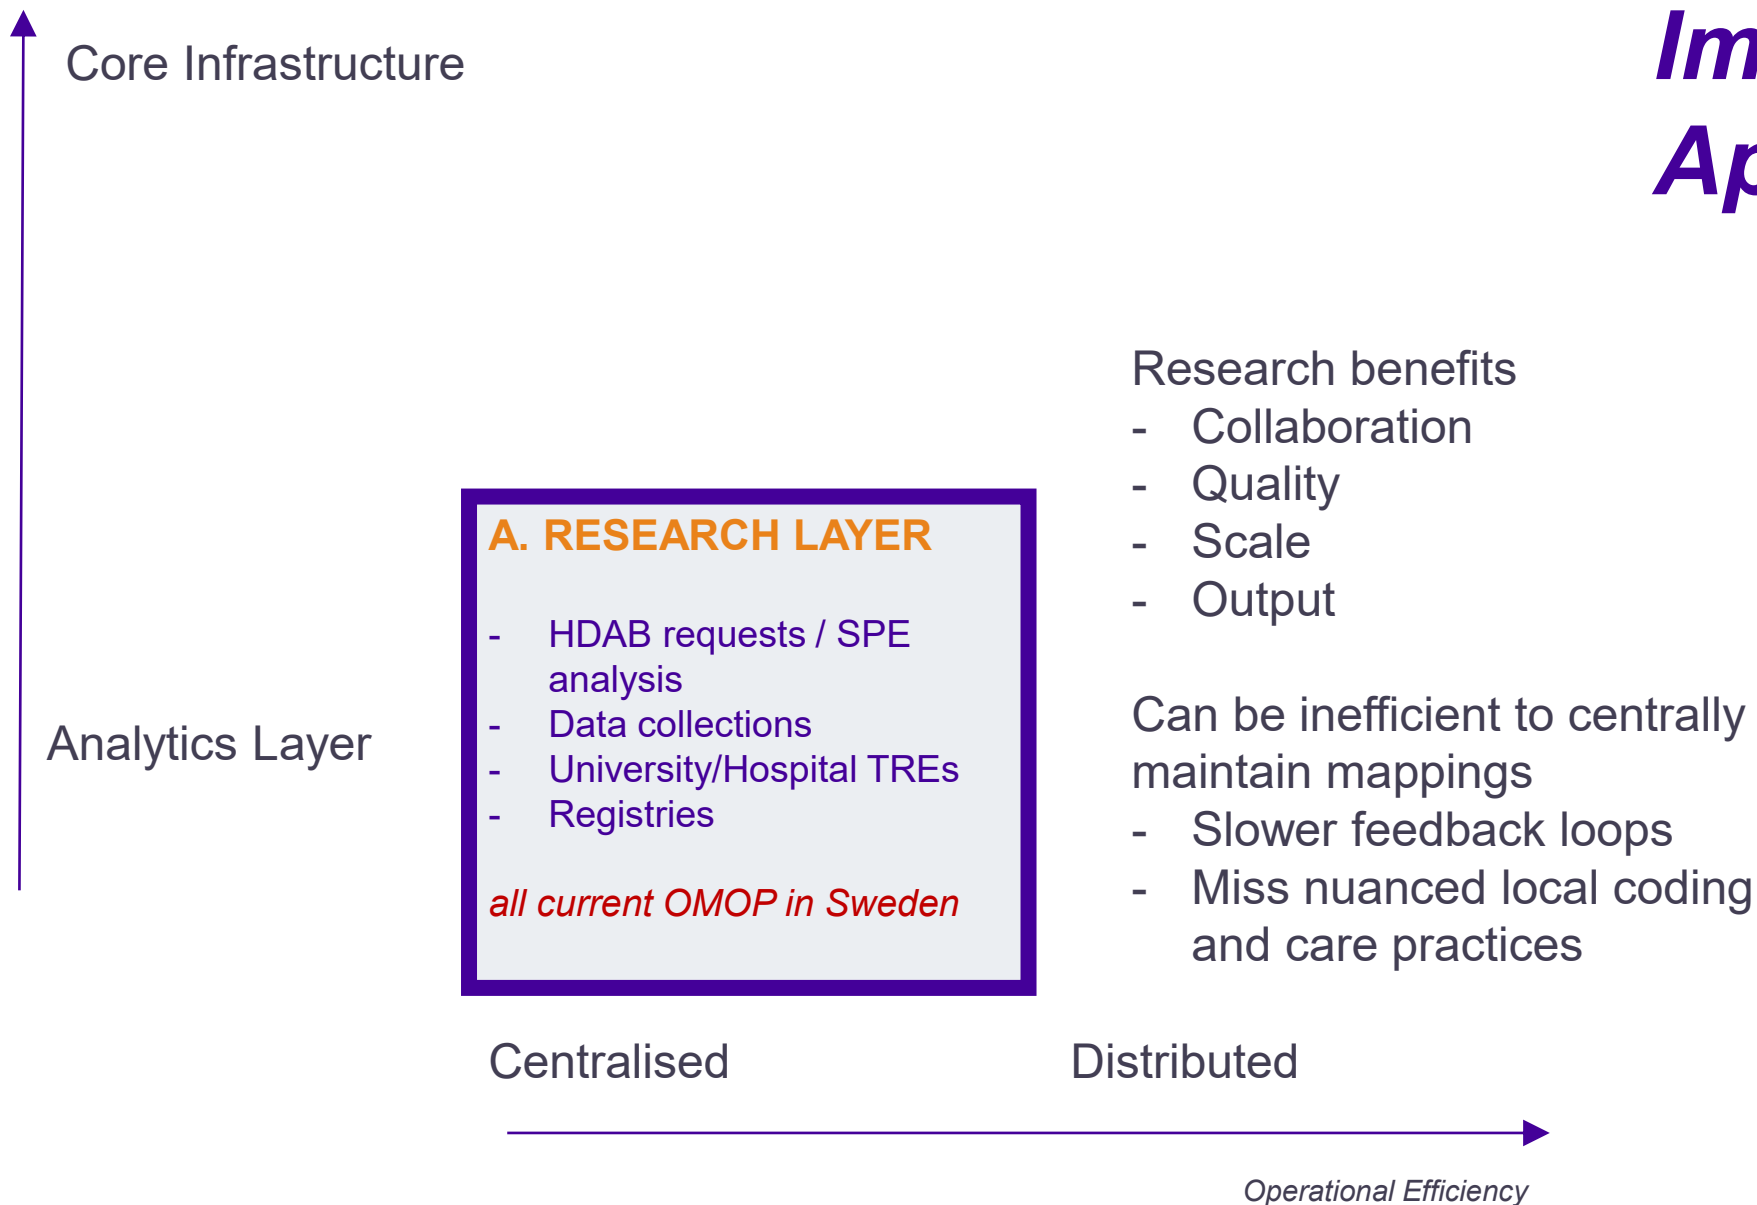 Core Infrastructure
Research benefits
- Collaboration
- Quality
- Scale
- Output
A. RESEARCH LAYER
- HDAB requests / SPE
analysis
- Data collections
- University/Hospital TREs
- Registries
all current OMOP in Sweden
Analytics Layer
Can be inefficient to centrally
maintain mappings
- Slower feedback loops
- Miss nuanced local coding
and care practices
Centralised
Distributed
Operational Efficiency